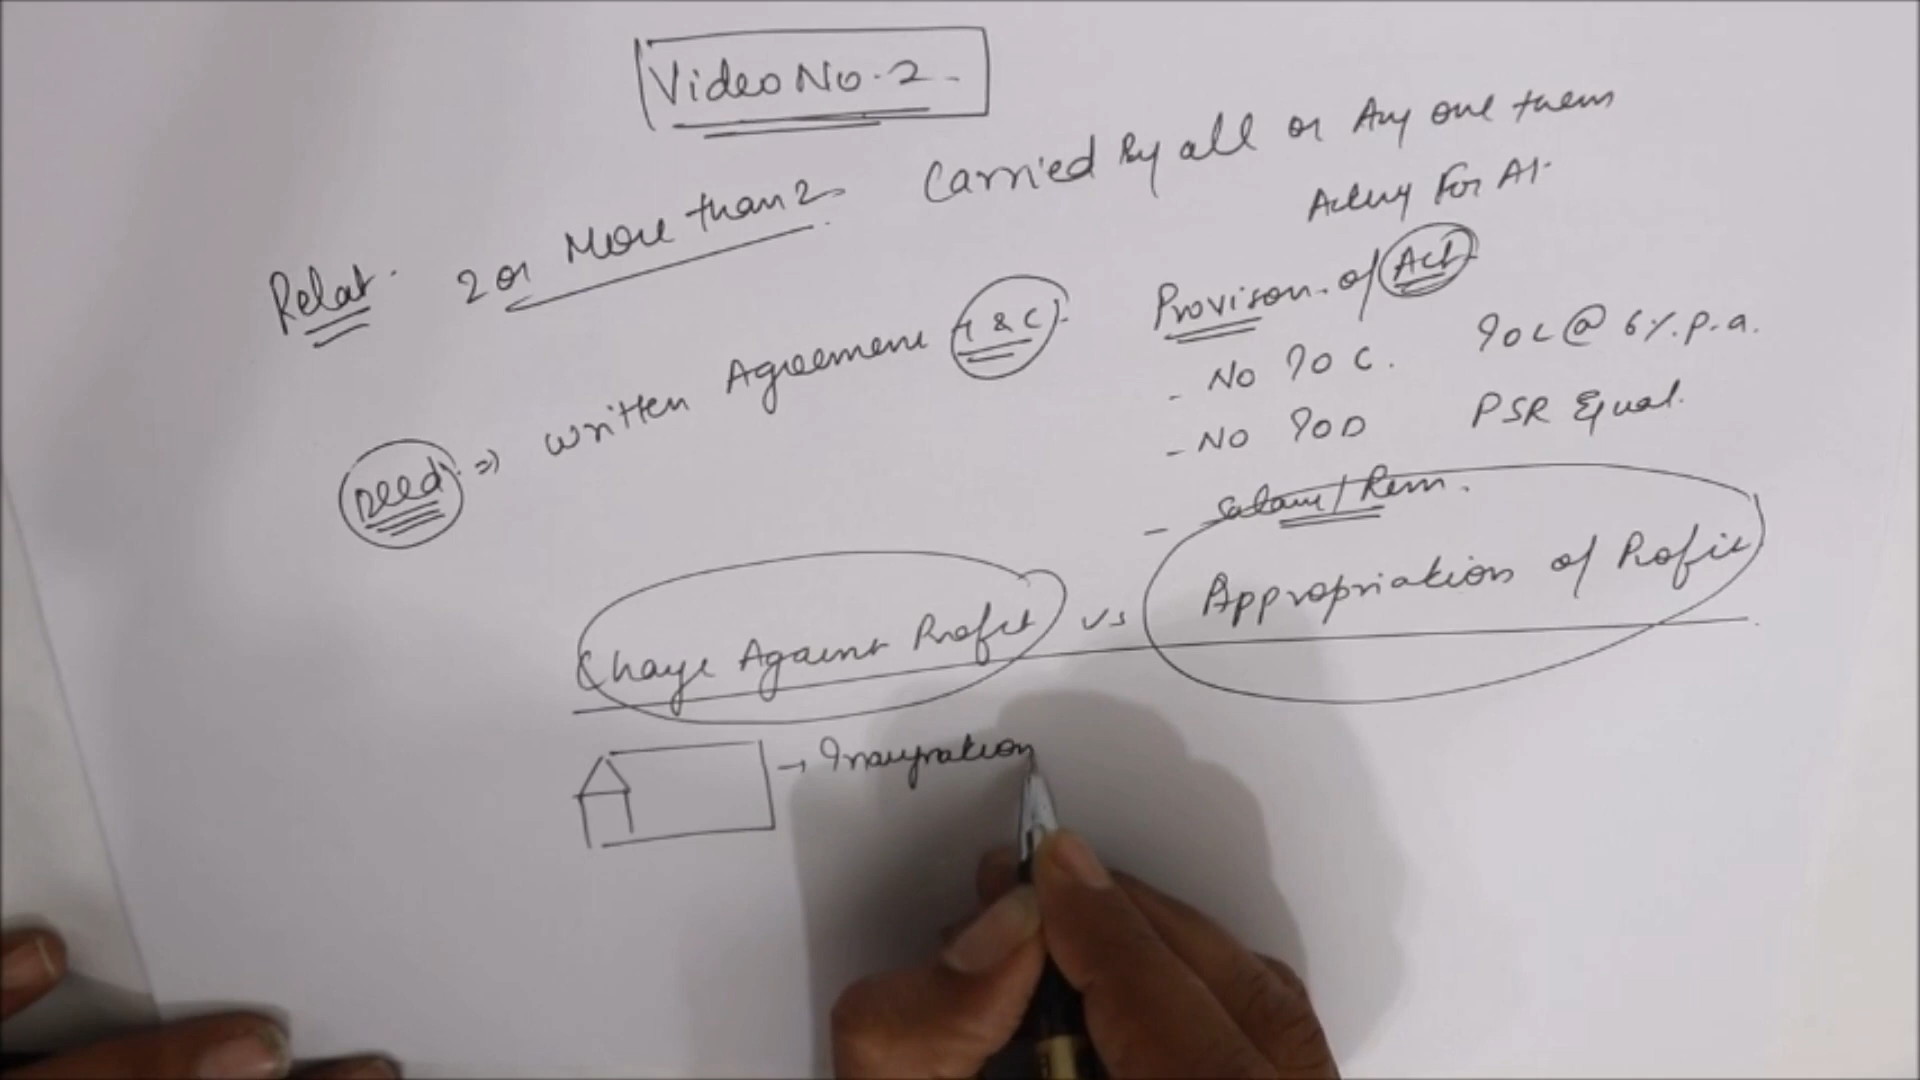 Video No. 2
Relat. 2 or More than 2 Carried By all or Any one them
Acting For All.
Deed => Written Agreement T & C.
Provison. of Act
- No IOC. IOL @ 6%.p.a.
- No IOD PSR Equal.
- Salary/Rem.
Charge Against Profit vs Appropriation of Profit
→ Inaugration